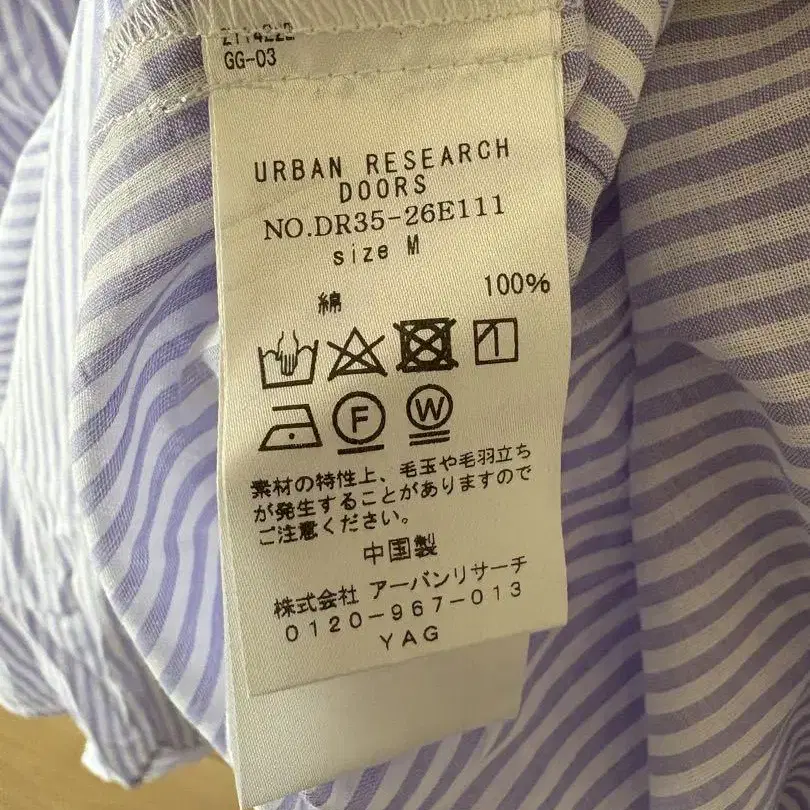 GG-03
URBAN RESEARCH
DOORS
NO.DR35-26E111
size M
綿 100%
F W
素材の特性上、毛玉や毛羽立ち
が発生することがありますので
ご注意ください。
中国製
株式会社 アーバンリサーチ
0120-967-013
YAG